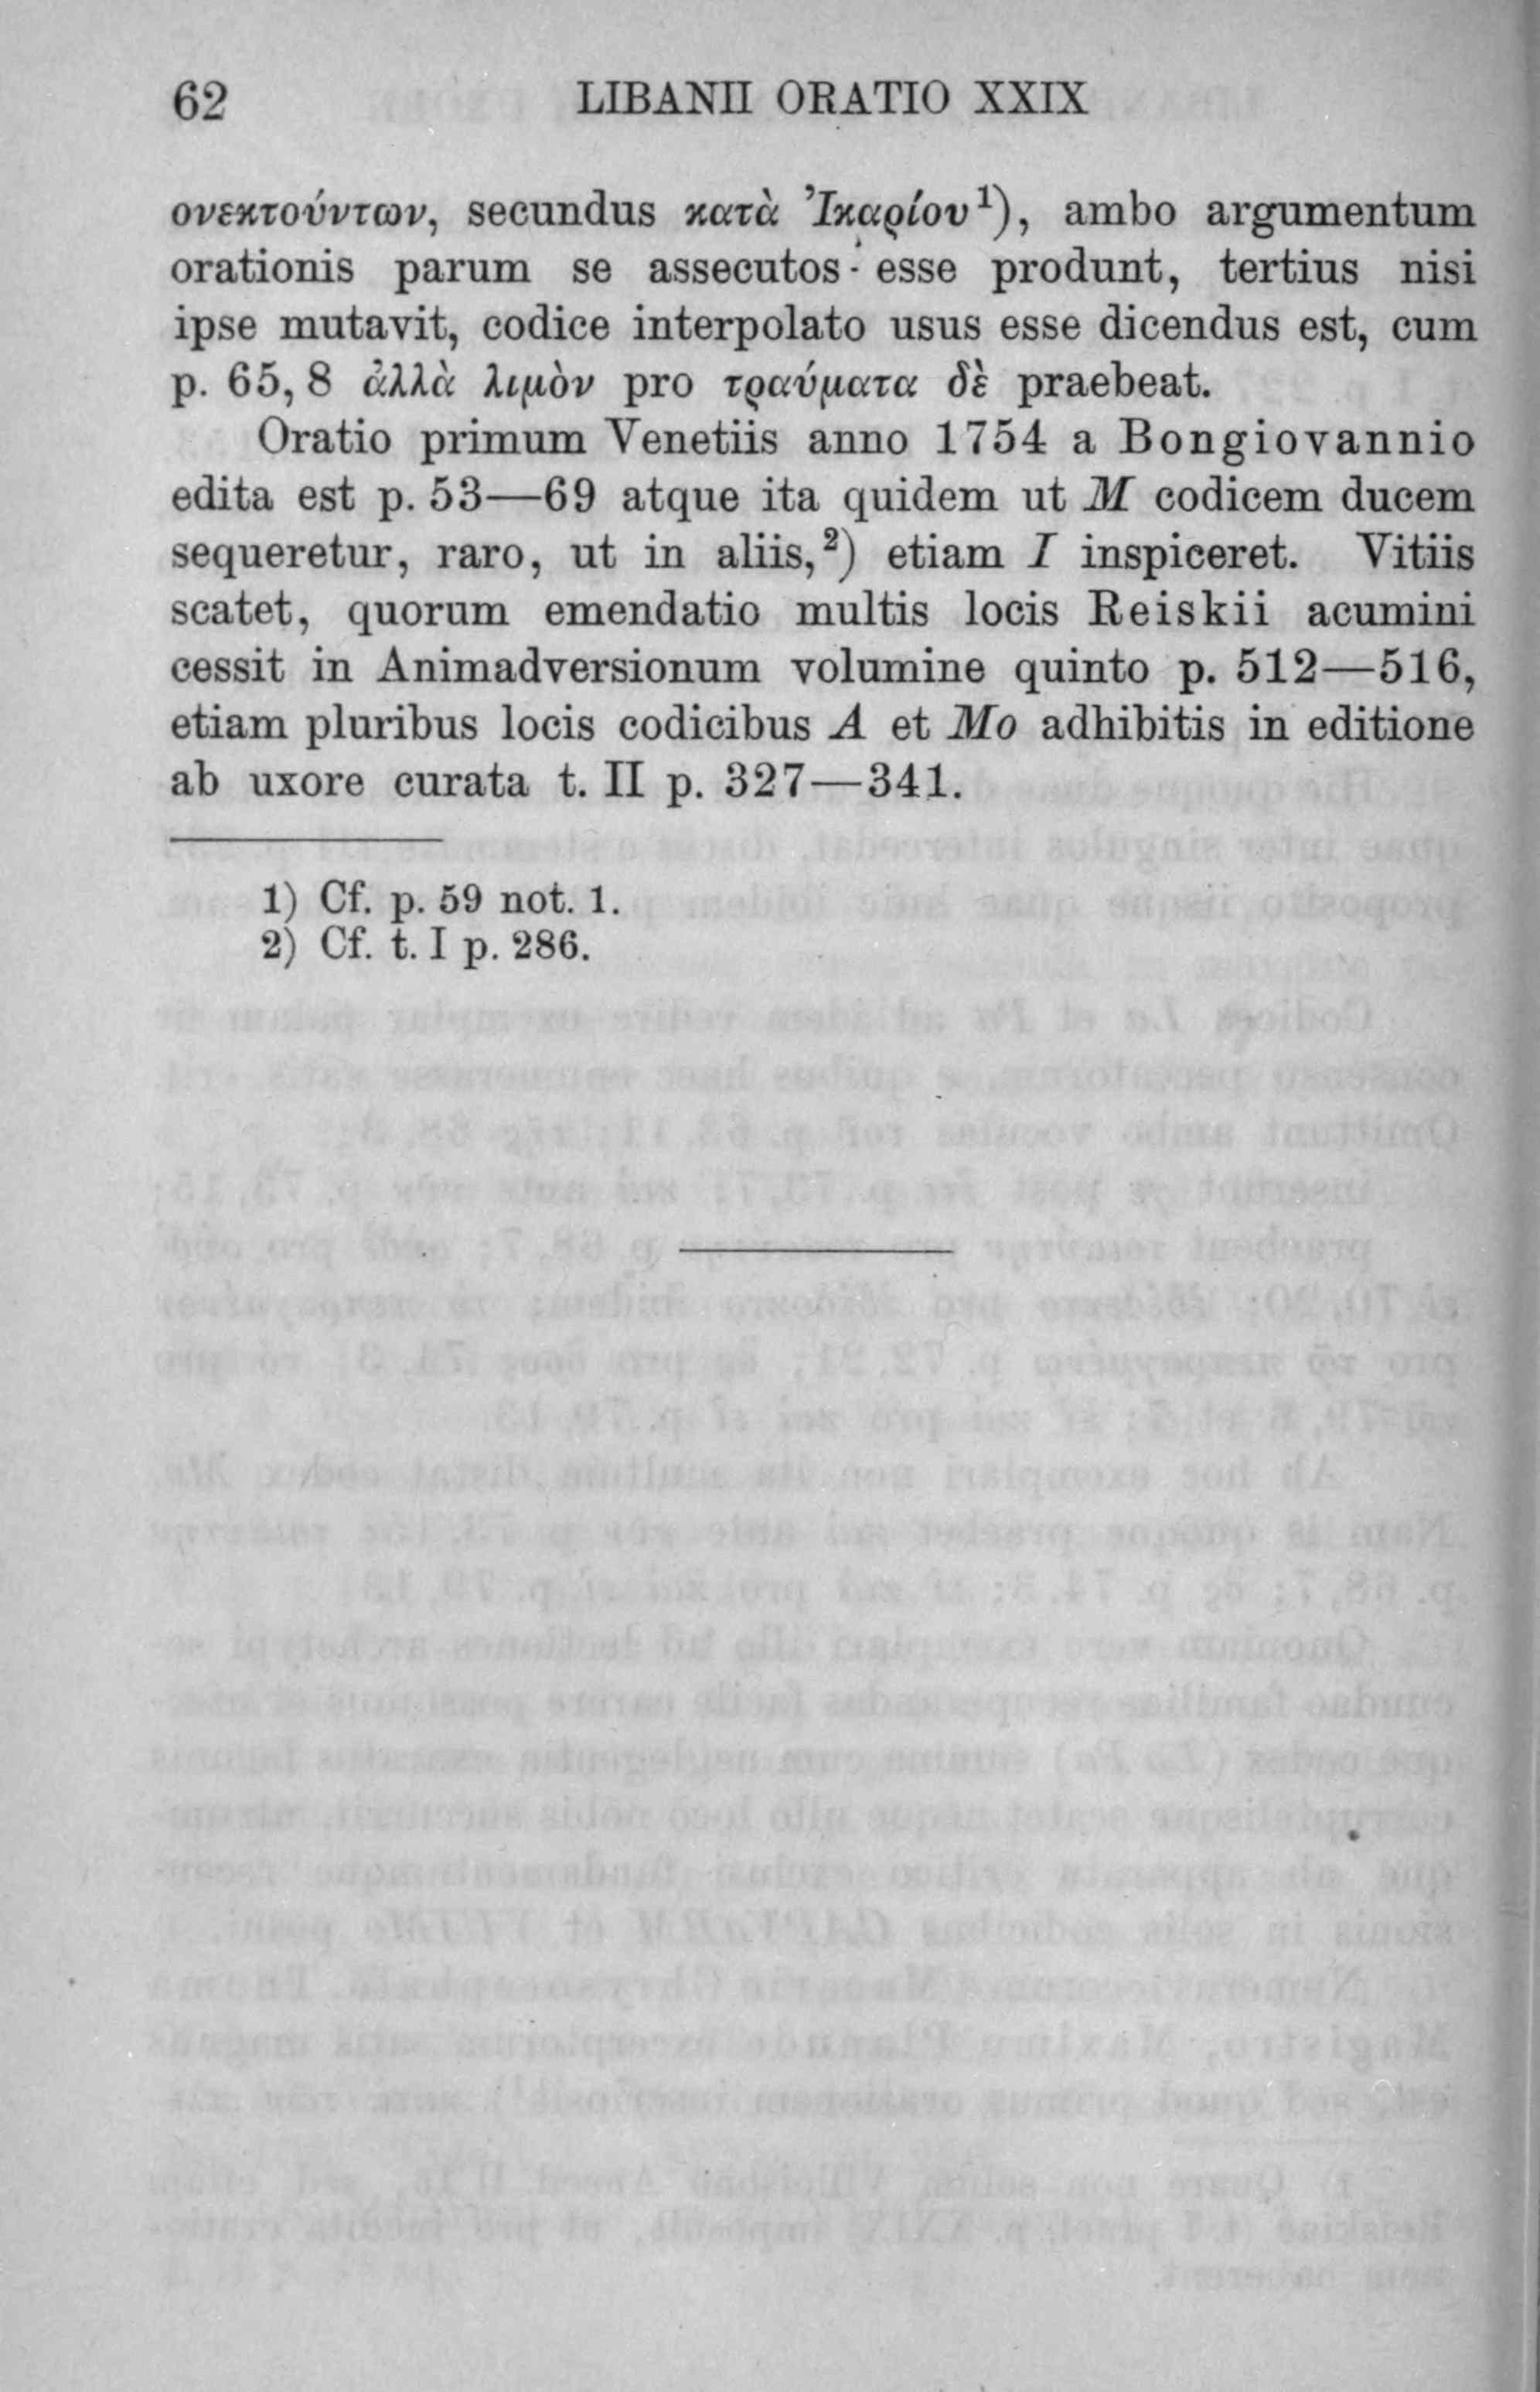 62 LIBANII ORATIO XXIX
ονεκτούντων, secundus κατὰ Ἰκαρίου¹), ambo argumentum
orationis parum se assecutos esse produnt, tertius nisi
ipse mutavit, codice interpolato usus esse dicendus est, cum
p. 65, 8 ἀλλὰ λιμὸν pro τραύματα δὲ praebeat.
Oratio primum Venetiis anno 1754 a Bongiovannio
edita est p. 53—69 atque ita quidem ut M codicem ducem
sequeretur, raro, ut in aliis,²) etiam I inspiceret. Vitiis
scatet, quorum emendatio multis locis Reiskii acumini
cessit in Animadversionum volumine quinto p. 512—516,
etiam pluribus locis codicibus A et Mo adhibitis in editione
ab uxore curata t. II p. 327—341.
1) Cf. p. 59 not. 1.
2) Cf. t. I p. 286.